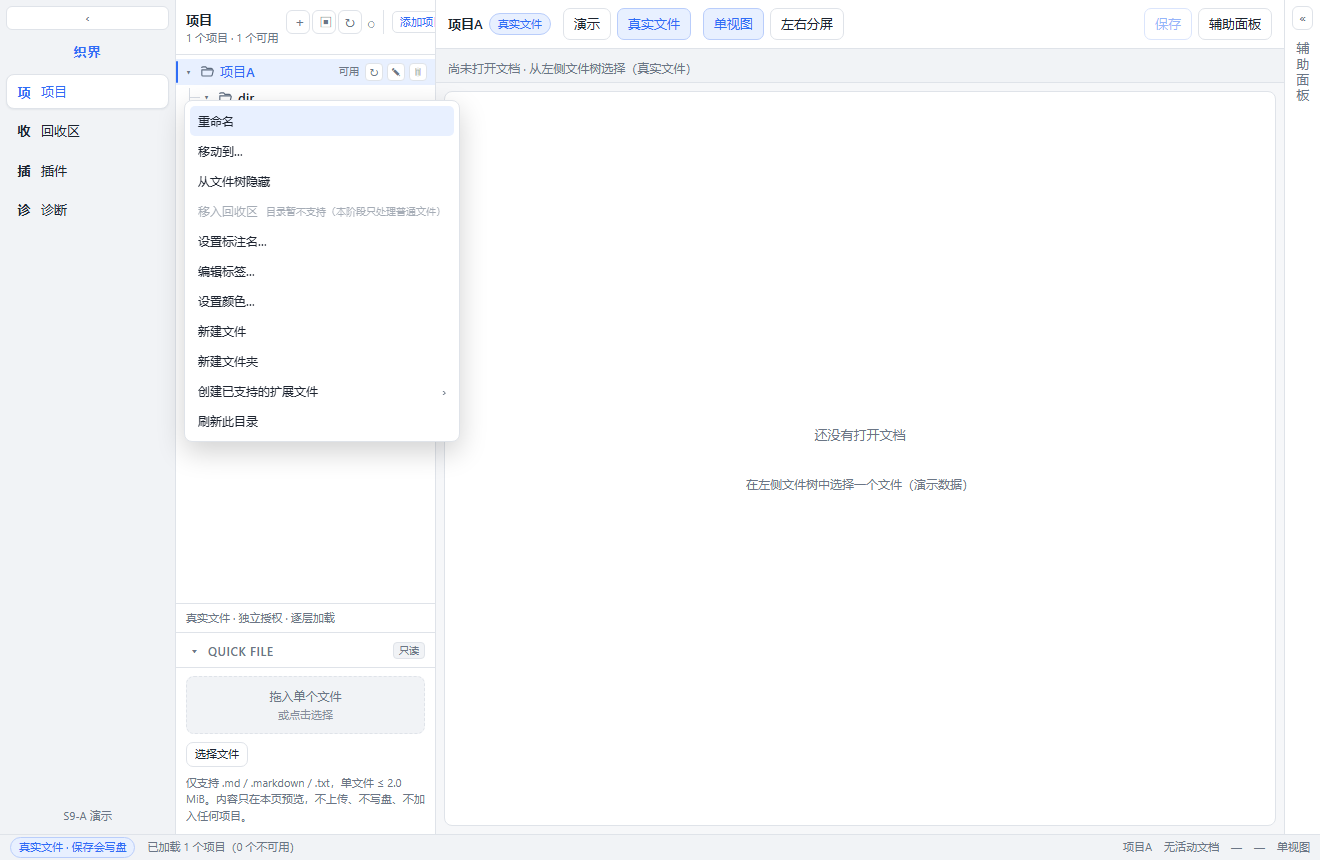 ‹
织界
项 项目
收 回收区
插 插件
诊 诊断
S9-A 演示
项目
1 个项目 · 1 个可用
添加项
项目A 可用
dir
重命名
移动到...
从文件树隐藏
移入回收区 目录暂不支持（本阶段只处理普通文件）
设置标注名...
编辑标签...
设置颜色...
新建文件
新建文件夹
创建已支持的扩展文件 ›
刷新此目录
真实文件 · 独立授权 · 逐层加载
QUICK FILE 只读
拖入单个文件
或点击选择
选择文件
仅支持 .md / .markdown / .txt，单文件 ≤ 2.0
MiB。内容只在本页预览，不上传、不写盘、不加
入任何项目。
项目A 真实文件 演示 真实文件 单视图 左右分屏 保存 辅助面板
尚未打开文档 · 从左侧文件树选择（真实文件）
还没有打开文档
在左侧文件树中选择一个文件（演示数据）
«
辅助面板
真实文件 · 保存会写盘 已加载 1 个项目（0 个不可用） 项目A 无活动文档 — — 单视图